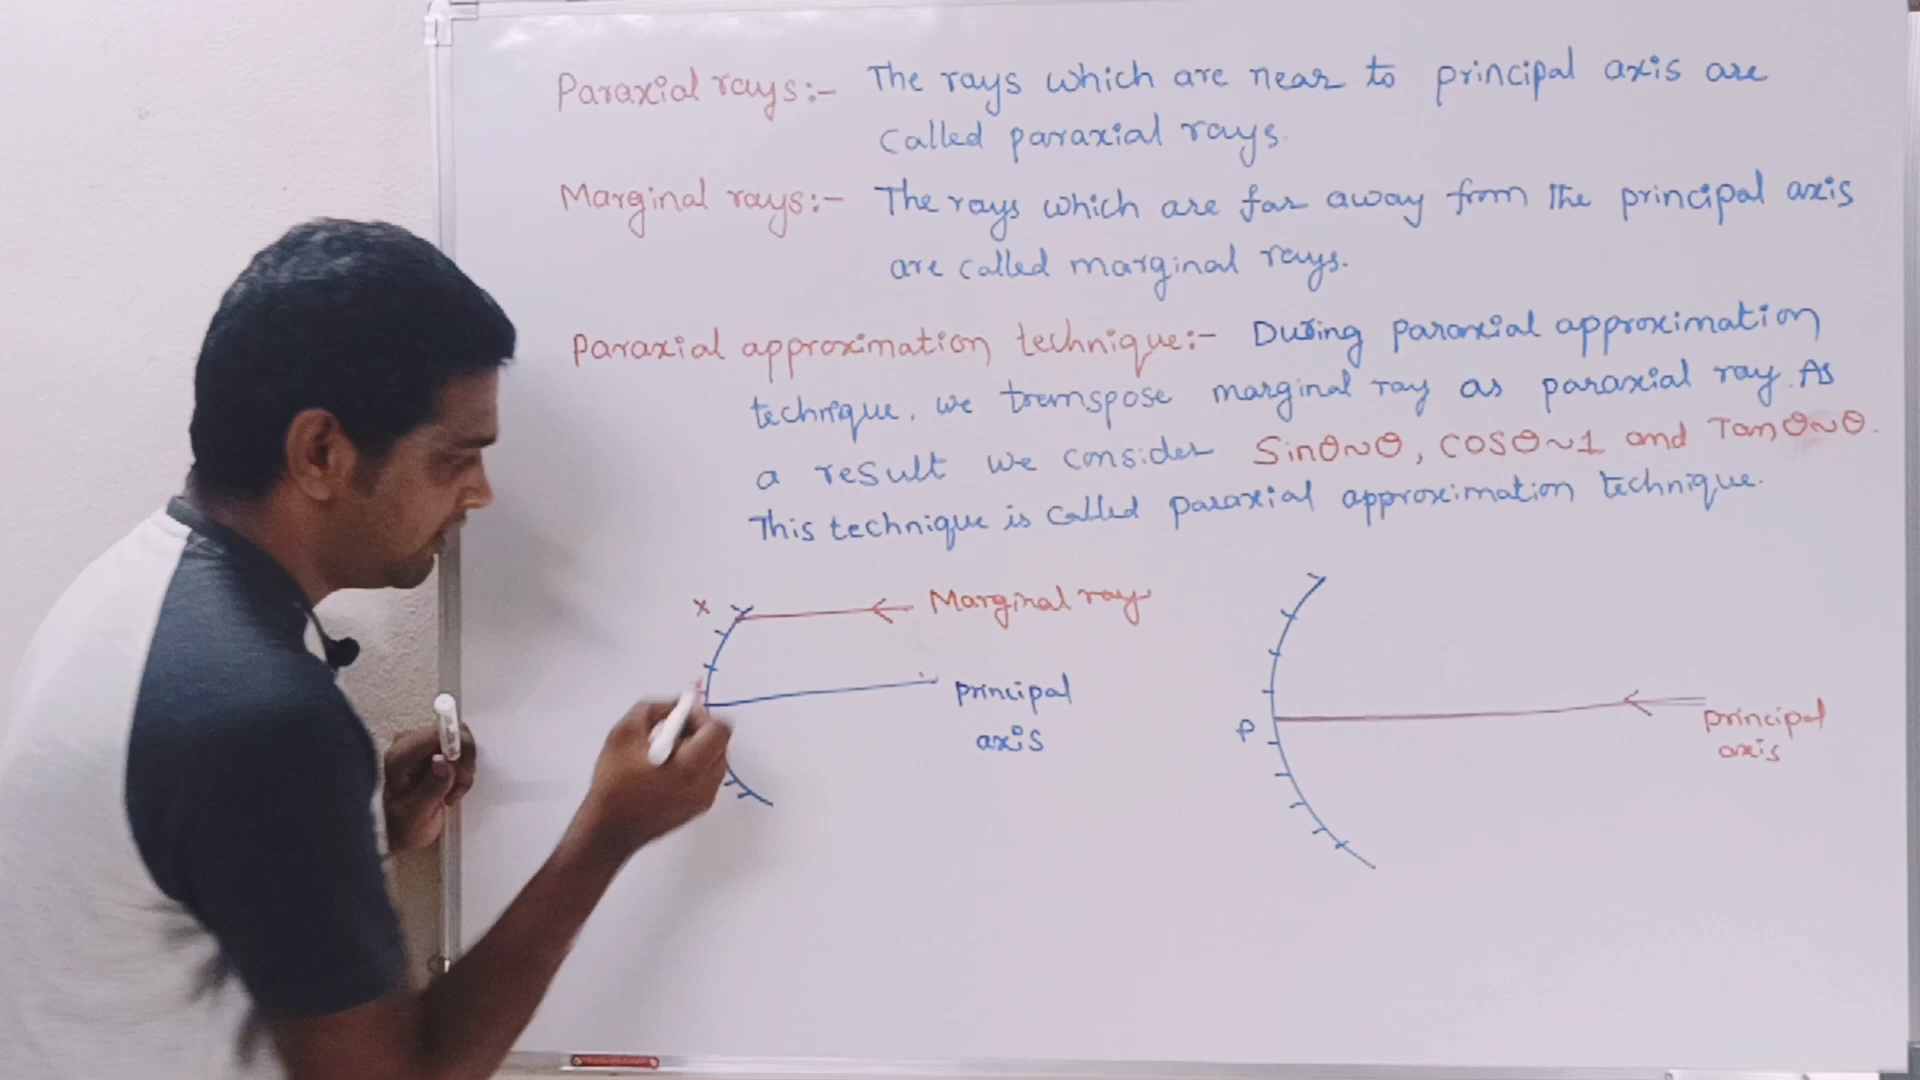 Paraxial rays:- The rays which are near to principal axis are
called paraxial rays.
Marginal rays:- The rays which are far away from the principal axis
are called marginal rays.
Paraxial approximation technique:- During paraxial approximation
technique, we transpose marginal ray as paraxial ray. As
a result we consider Sinθ~θ, COSθ~1 and Tanθ~θ.
This technique is called paraxial approximation technique.
X
Marginal ray
principal
axis
P
principal
axis